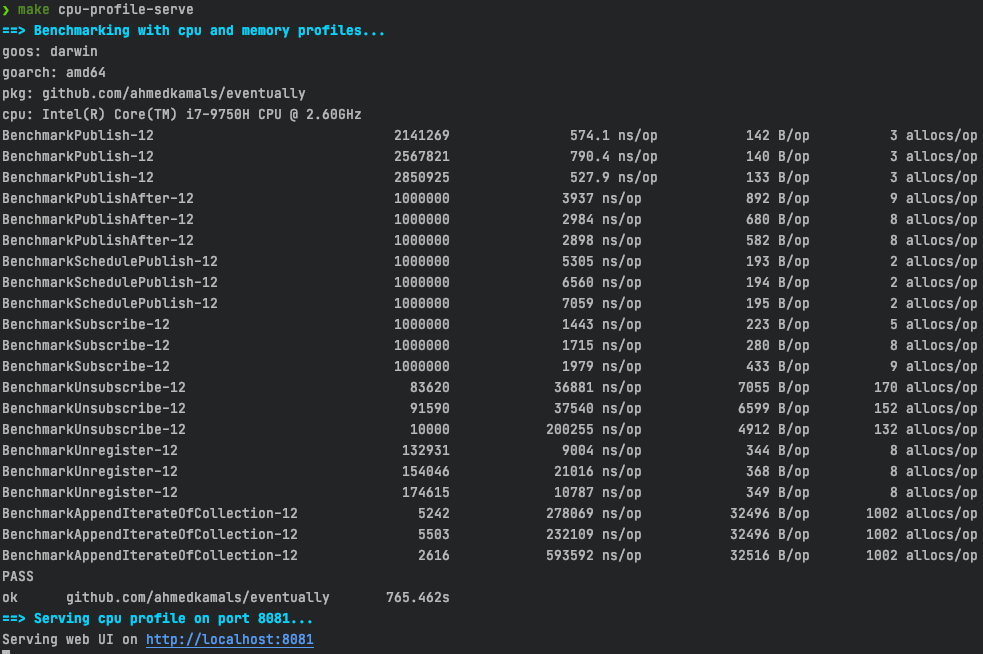 ❯ make cpu-profile-serve
==> Benchmarking with cpu and memory profiles...
goos: darwin
goarch: amd64
pkg: github.com/ahmedkamals/eventually
cpu: Intel(R) Core(TM) i7-9750H CPU @ 2.60GHz
BenchmarkPublish-12 2141269 574.1 ns/op 142 B/op 3 allocs/op
BenchmarkPublish-12 2567821 790.4 ns/op 140 B/op 3 allocs/op
BenchmarkPublish-12 2850925 527.9 ns/op 133 B/op 3 allocs/op
BenchmarkPublishAfter-12 1000000 3937 ns/op 892 B/op 9 allocs/op
BenchmarkPublishAfter-12 1000000 2984 ns/op 680 B/op 8 allocs/op
BenchmarkPublishAfter-12 1000000 2898 ns/op 582 B/op 8 allocs/op
BenchmarkSchedulePublish-12 1000000 5305 ns/op 193 B/op 2 allocs/op
BenchmarkSchedulePublish-12 1000000 6560 ns/op 194 B/op 2 allocs/op
BenchmarkSchedulePublish-12 1000000 7059 ns/op 195 B/op 2 allocs/op
BenchmarkSubscribe-12 1000000 1443 ns/op 223 B/op 5 allocs/op
BenchmarkSubscribe-12 1000000 1715 ns/op 280 B/op 8 allocs/op
BenchmarkSubscribe-12 1000000 1979 ns/op 433 B/op 9 allocs/op
BenchmarkUnsubscribe-12 83620 36881 ns/op 7055 B/op 170 allocs/op
BenchmarkUnsubscribe-12 91590 37540 ns/op 6599 B/op 152 allocs/op
BenchmarkUnsubscribe-12 10000 200255 ns/op 4912 B/op 132 allocs/op
BenchmarkUnregister-12 132931 9004 ns/op 344 B/op 8 allocs/op
BenchmarkUnregister-12 154046 21016 ns/op 368 B/op 8 allocs/op
BenchmarkUnregister-12 174615 10787 ns/op 349 B/op 8 allocs/op
BenchmarkAppendIterateOfCollection-12 5242 278069 ns/op 32496 B/op 1002 allocs/op
BenchmarkAppendIterateOfCollection-12 5503 232109 ns/op 32496 B/op 1002 allocs/op
BenchmarkAppendIterateOfCollection-12 2616 593592 ns/op 32516 B/op 1002 allocs/op
PASS
ok github.com/ahmedkamals/eventually 765.462s
==> Serving cpu profile on port 8081...
Serving web UI on http://localhost:8081